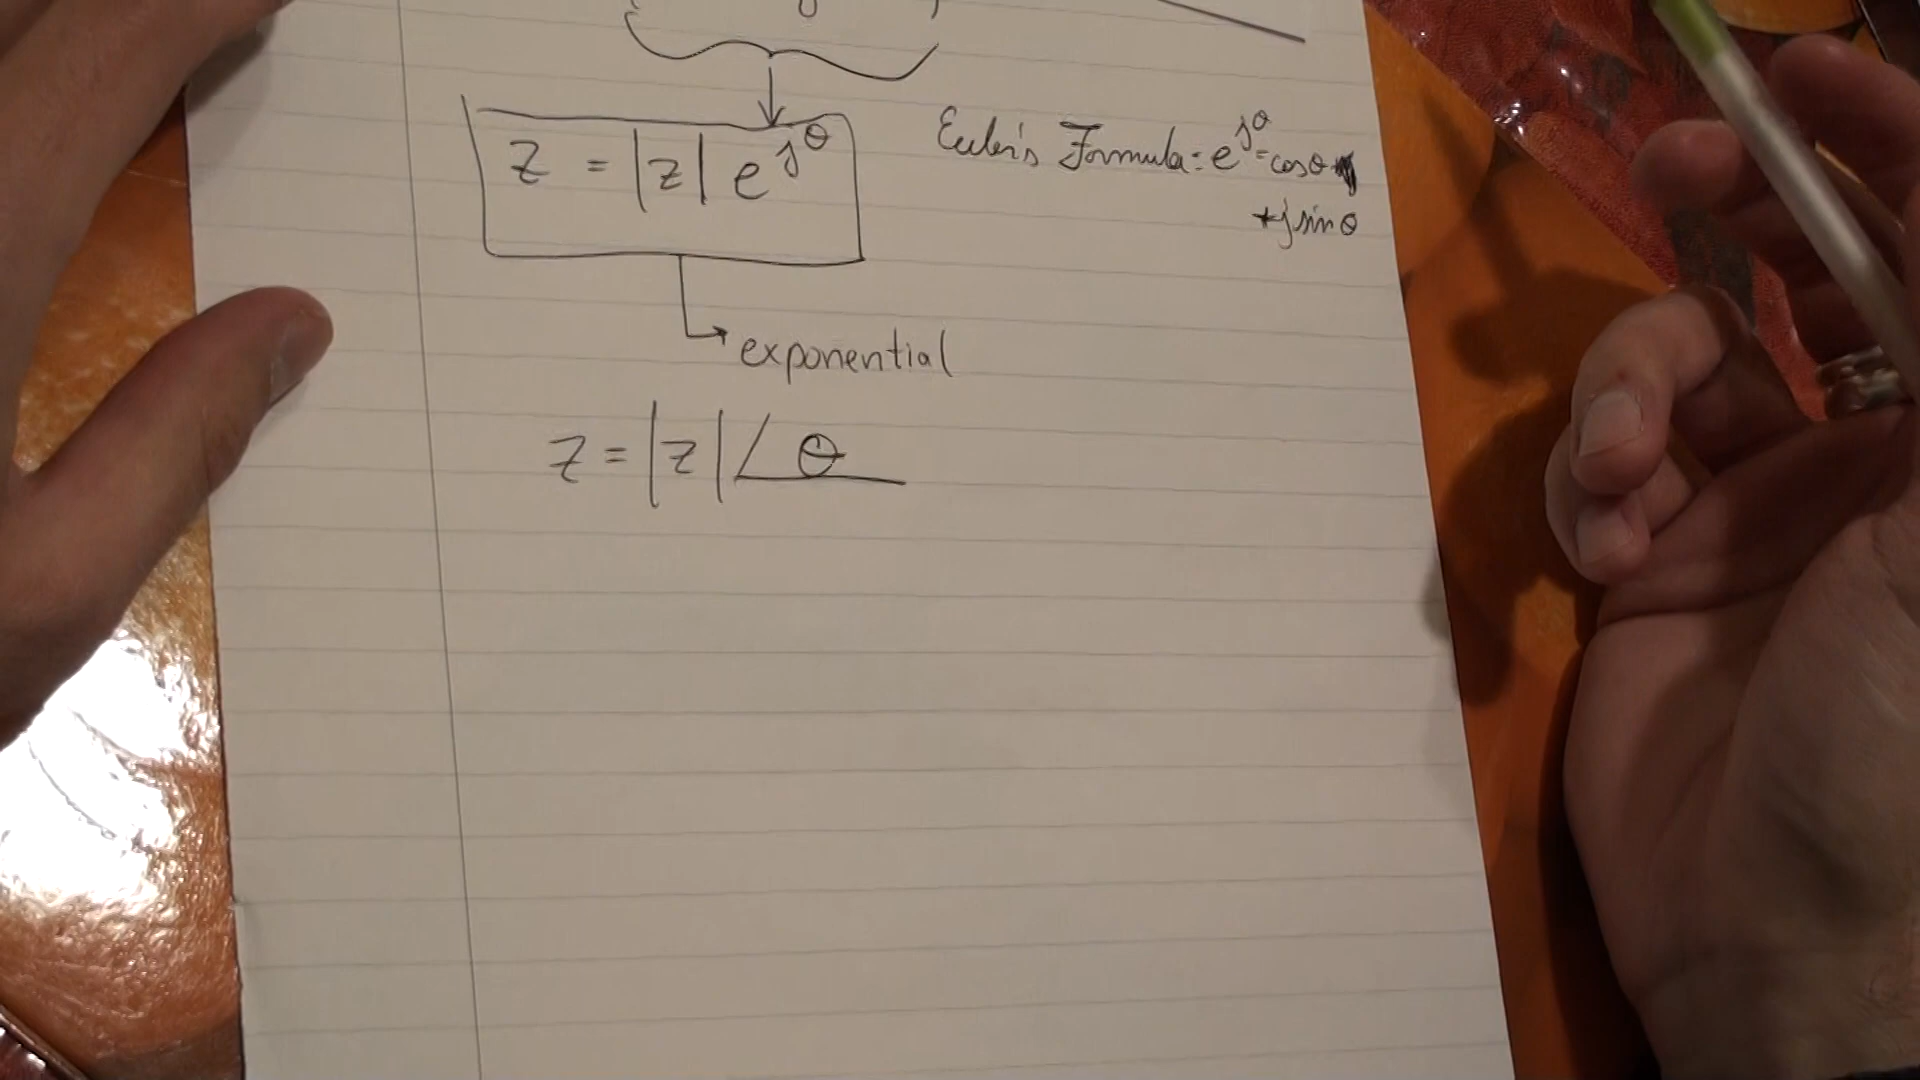 z = |z| e^jθ
Euler's Formula: e^jθ = cosθ
+j sinθ
exponential
z = |z| ∠θ